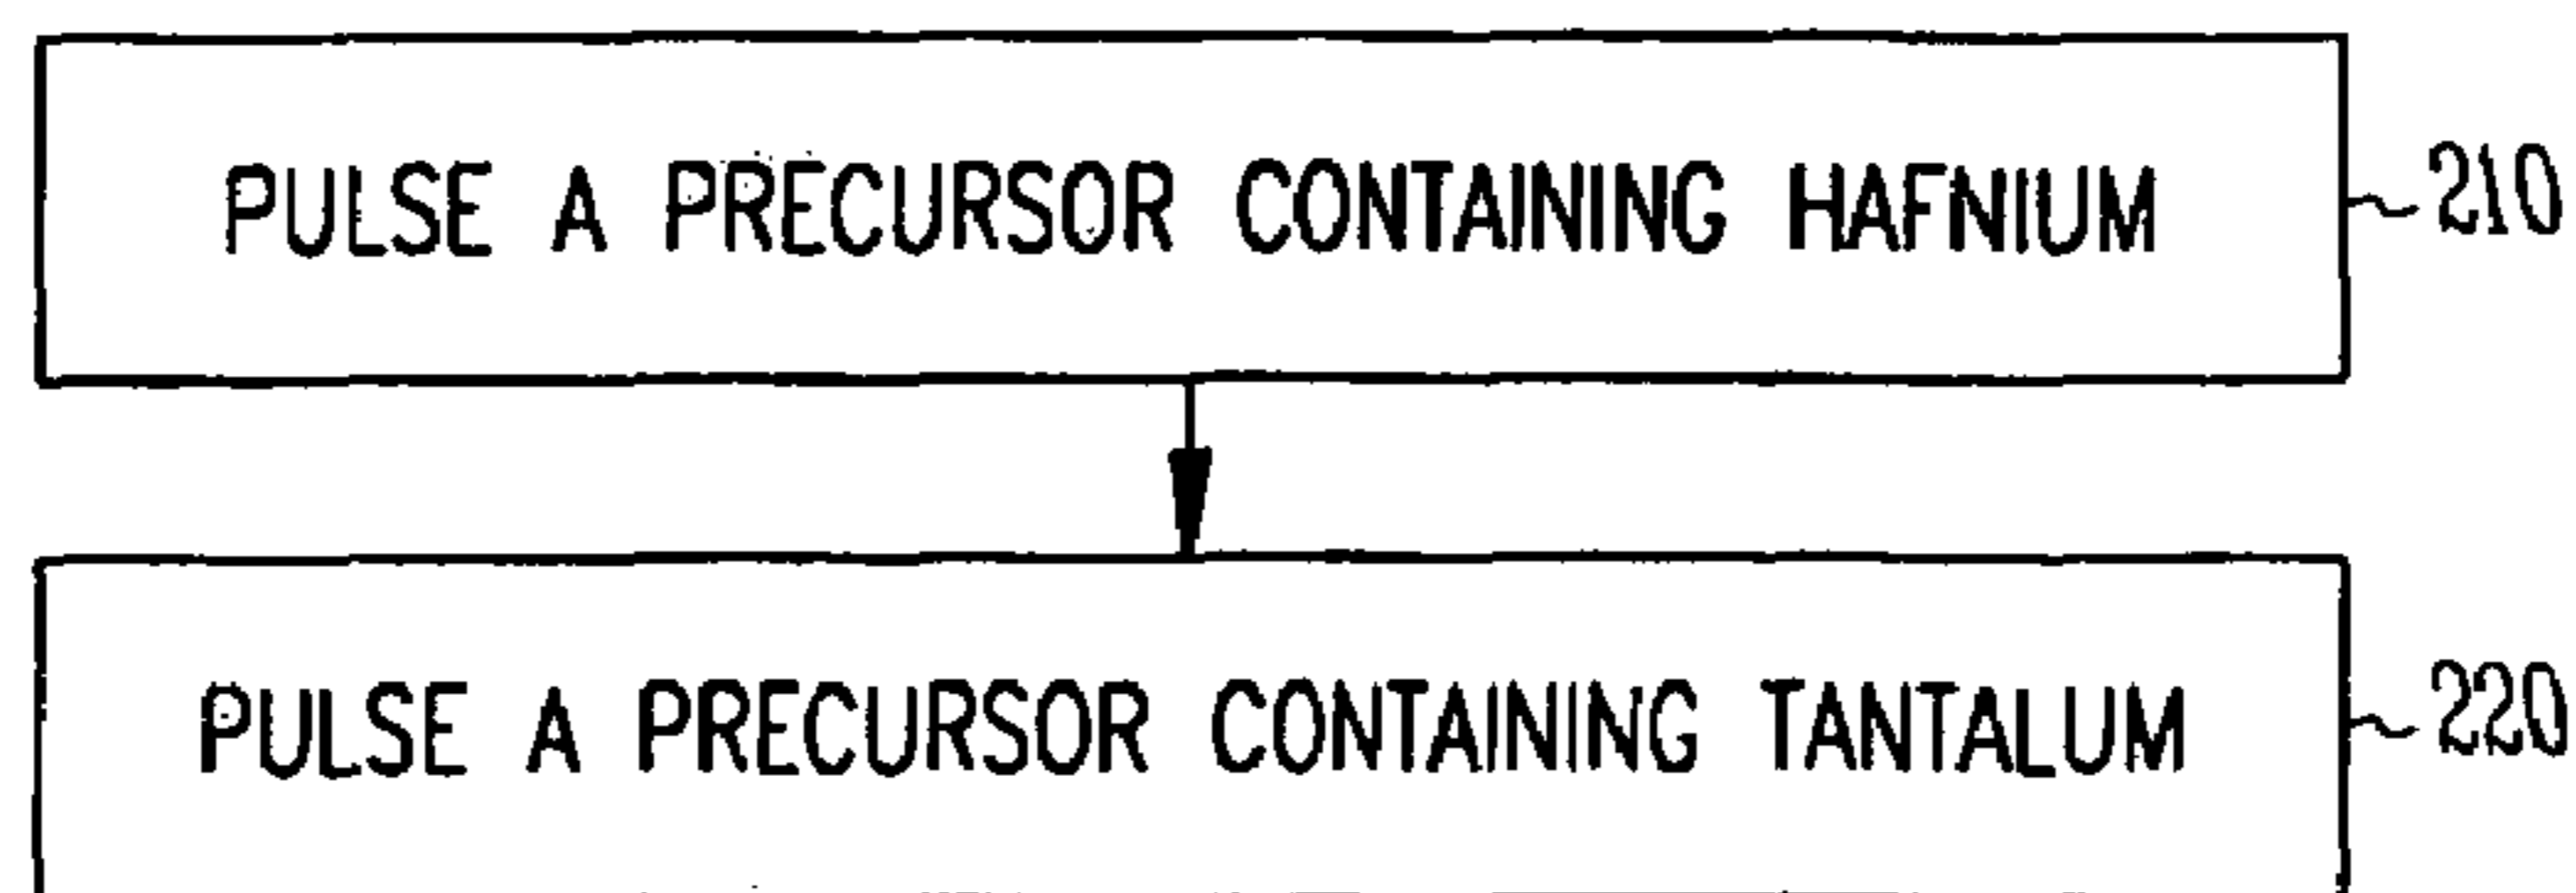 PULSE A PRECURSOR CONTAINING HAFNIUM 210
PULSE A PRECURSOR CONTAINING TANTALUM 220